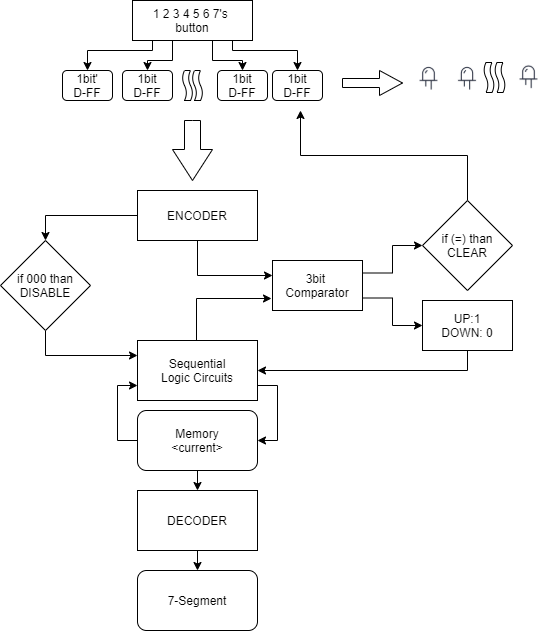 1 2 3 4 5 6 7's
button
1bit'
D-FF
1bit
D-FF
1bit
D-FF
1bit
D-FF
ENCODER
if 000 than
DISABLE
3bit
Comparator
if (=) than
CLEAR
UP:1
DOWN: 0
Sequential
Logic Circuits
Memory
<current>
DECODER
7-Segment